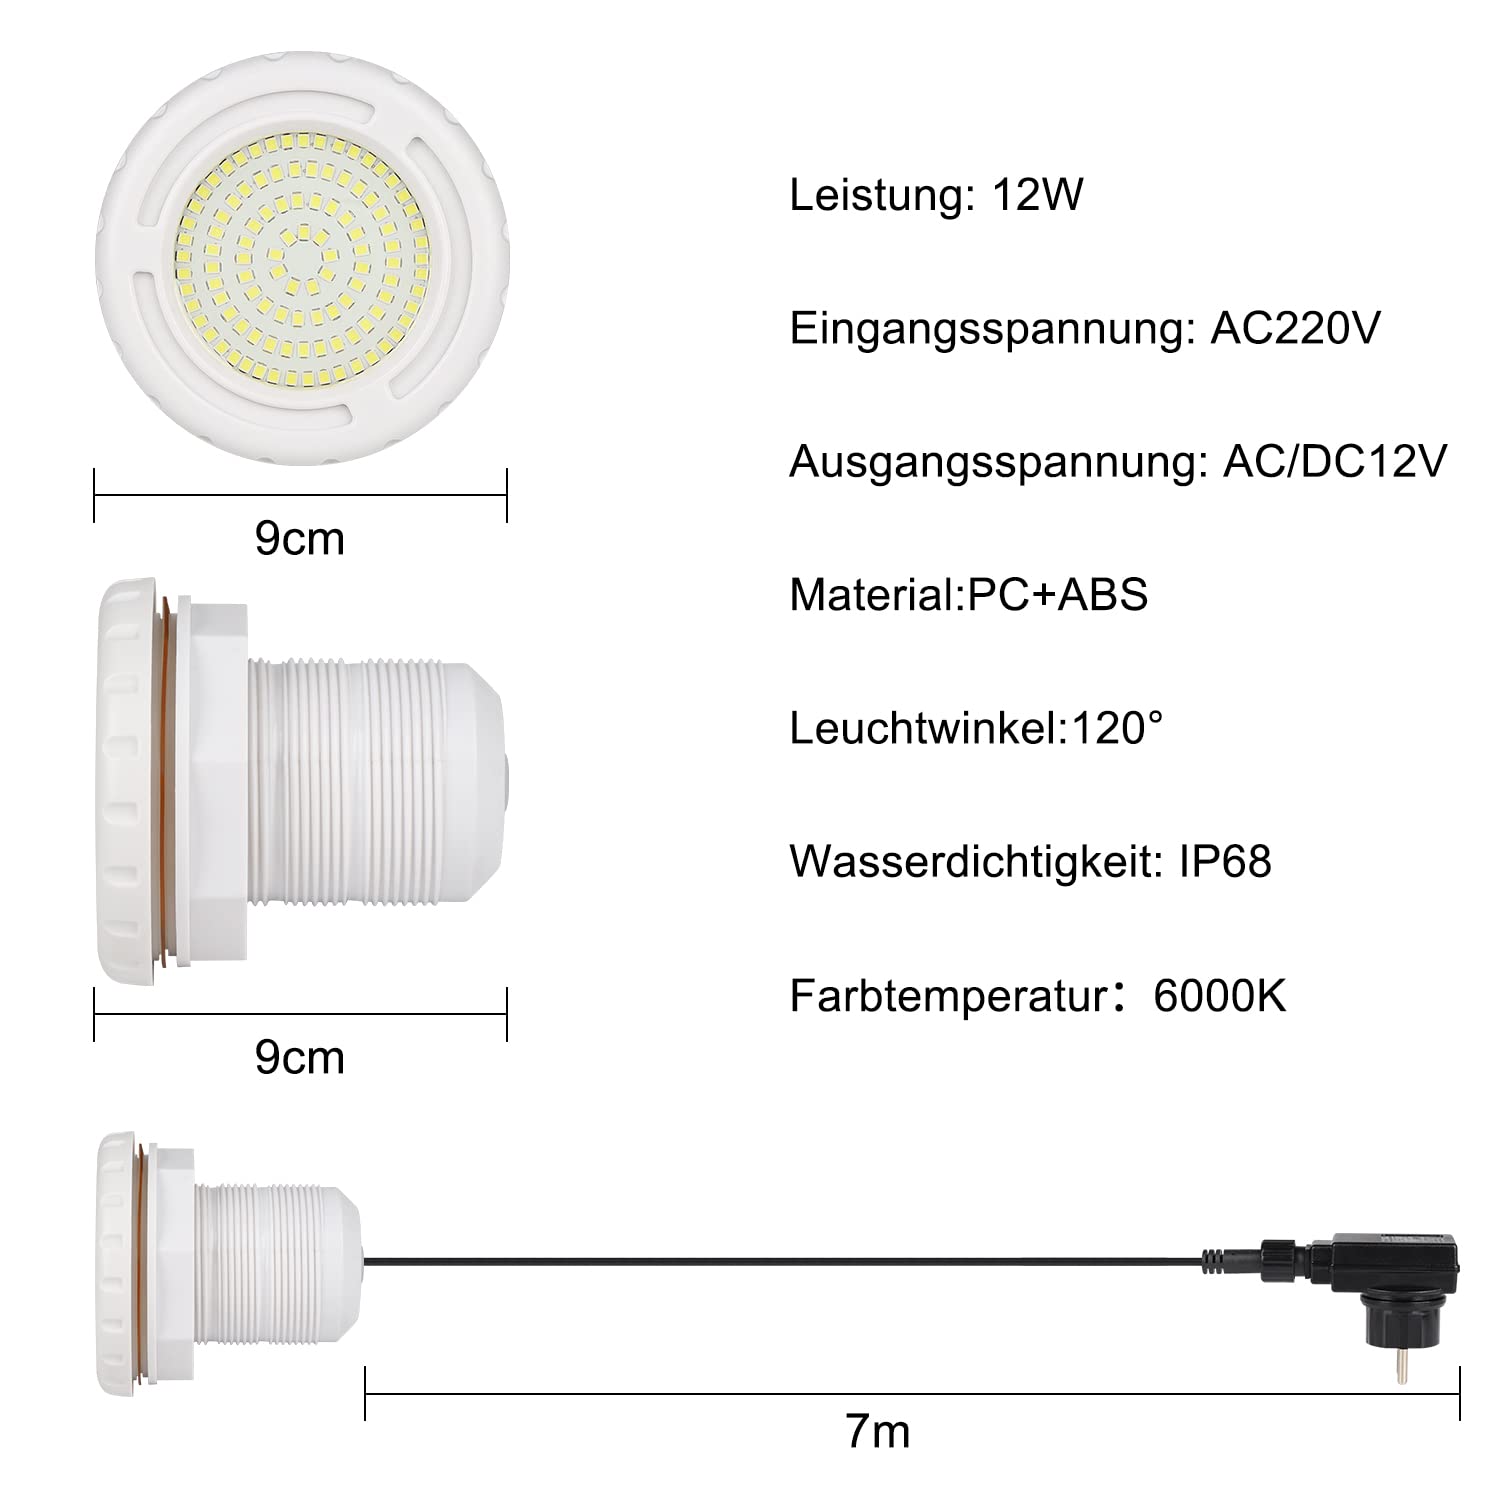 Leistung: 12W
Eingangsspannung: AC220V
Ausgangsspannung: AC/DC12V
9cm
Material:PC+ABS
Leuchtwinkel:120°
Wasserdichtigkeit: IP68
Farbtemperatur：6000K
9cm
7m